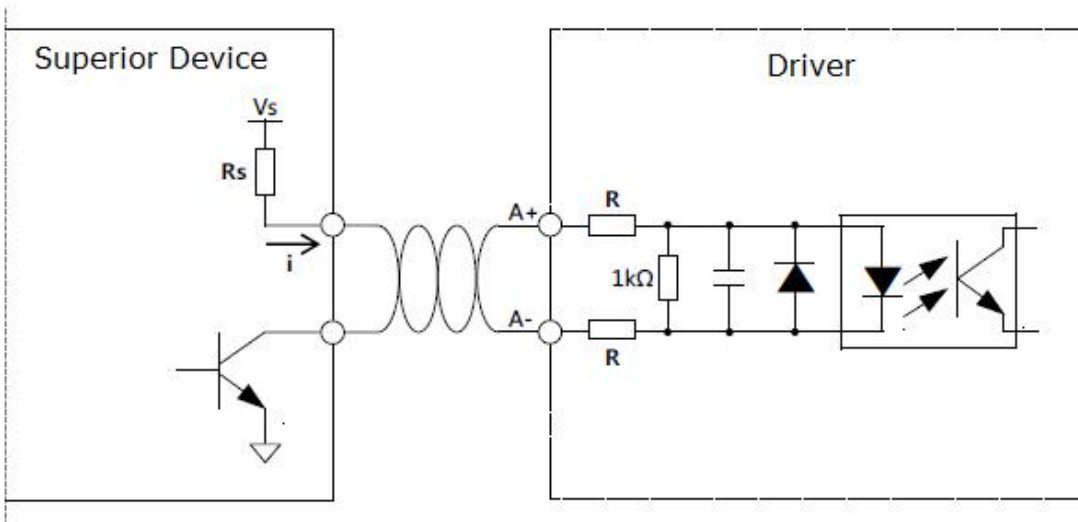 Superior Device
Driver
Vs
Rs
i
A+
A-
R
1kΩ
R